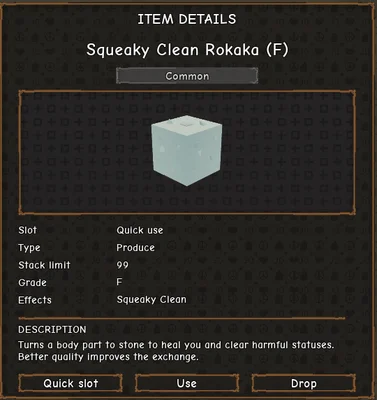 ITEM DETAILS
Squeaky Clean Rokaka (F)
Common
Slot Quick use
Type Produce
Stack limit 99
Grade F
Effects Squeaky Clean
DESCRIPTION
Turns a body part to stone to heal you and clear harmful statuses.
Better quality improves the exchange.
Quick slot Use Drop